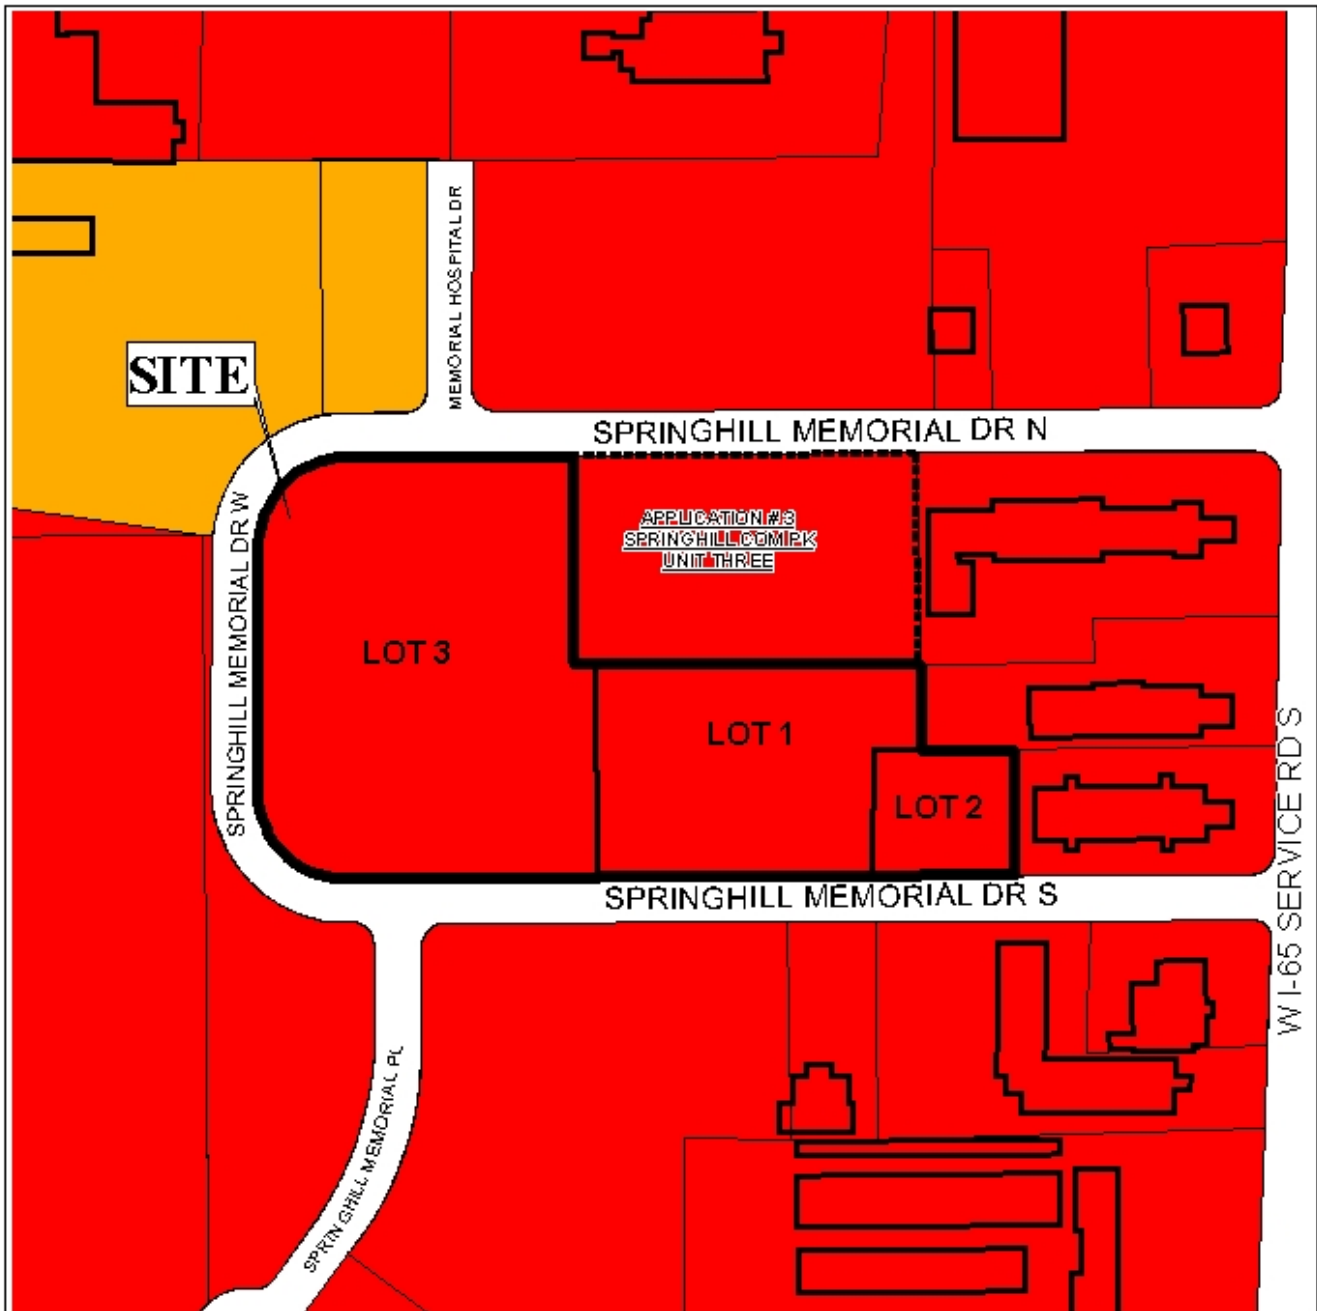 MEMORIAL HOSPITAL DR
SITE
SPRINGHILL MEMORIAL DR N
APPLICATION #3
SPRINGHILL COM PK
UNIT THREE
SPRINGHILL MEMORIAL DR W
LOT 3
LOT 1
LOT 2
SPRINGHILL MEMORIAL DR S
W I-65 SERVICE RD S
SPRINGHILL MEMORIAL PL